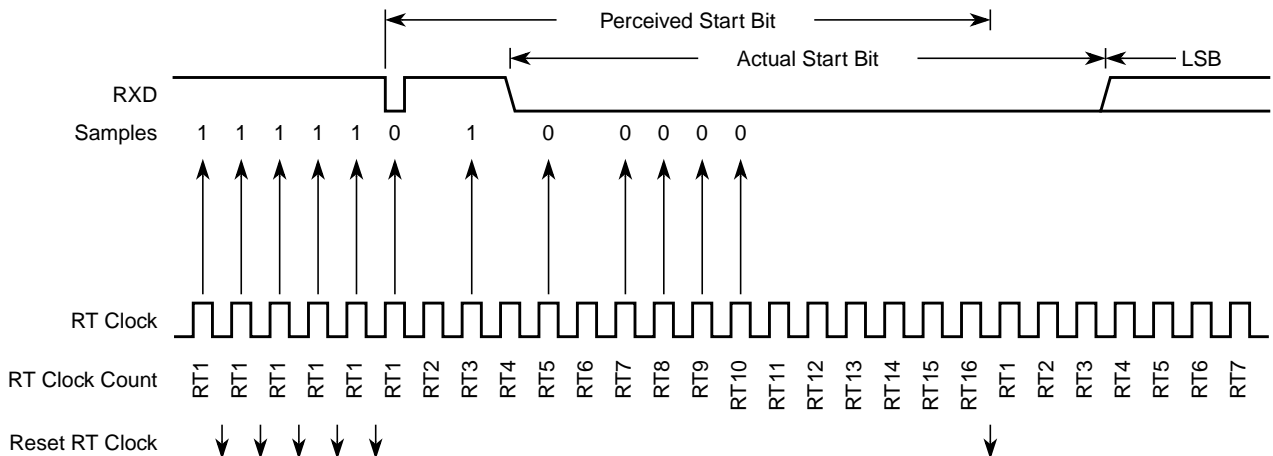 Perceived Start Bit
Actual Start Bit
LSB
RXD
Samples 1 1 1 1 1 0 1 0 0 0 0 0
RT Clock
RT Clock Count RT1 RT1 RT1 RT1 RT1 RT1 RT2 RT3 RT4 RT5 RT6 RT7 RT8 RT9 RT10 RT11 RT12 RT13 RT14 RT15 RT16 RT1 RT2 RT3 RT4 RT5 RT6 RT7
Reset RT Clock